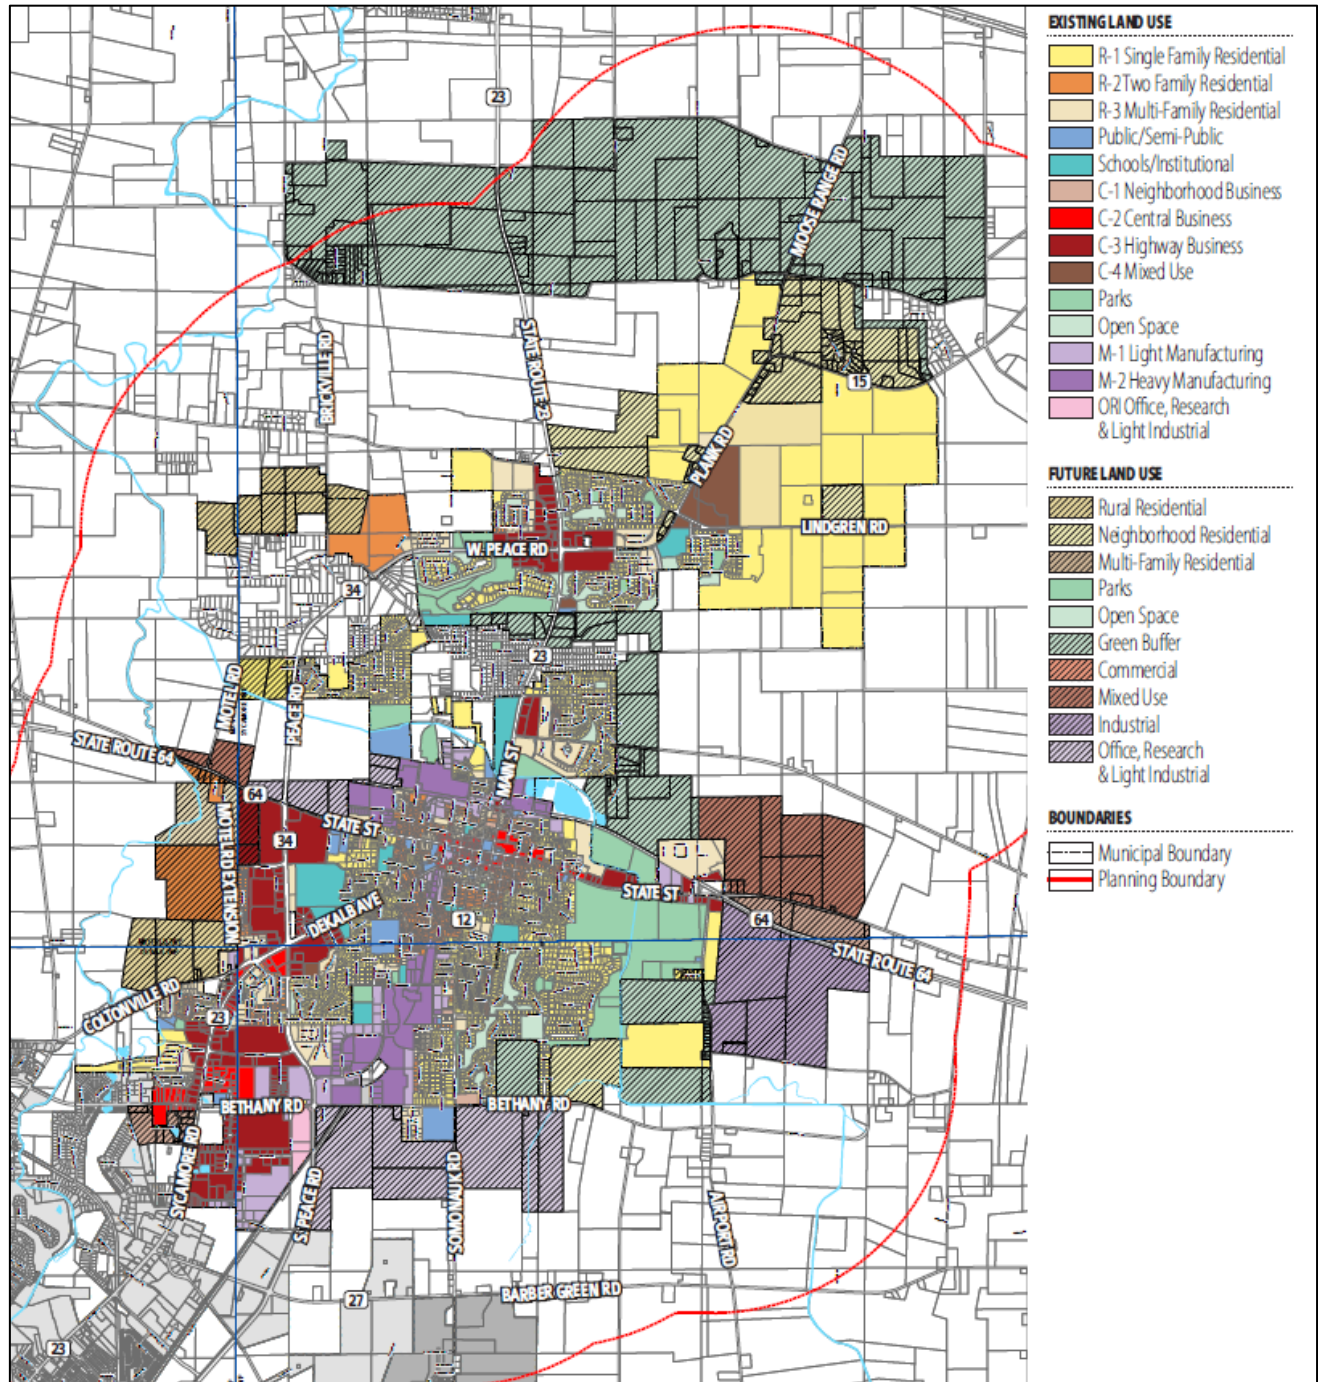 EXISTING LAND USE
R-1 Single Family Residential
R-2 Two Family Residential
R-3 Multi-Family Residential
Public/Semi-Public
Schools/Institutional
C-1 Neighborhood Business
C-2 Central Business
C-3 Highway Business
C-4 Mixed Use
Parks
Open Space
M-1 Light Manufacturing
M-2 Heavy Manufacturing
ORI Office, Research
& Light Industrial
FUTURE LAND USE
Rural Residential
Neighborhood Residential
Multi-Family Residential
Parks
Open Space
Green Buffer
Commercial
Mixed Use
Industrial
Office, Research
& Light Industrial
BOUNDARIES
Municipal Boundary
Planning Boundary
23
MOOSE RANGE RD
STATE ROUTE 23
BRICKVILLE RD
15
PLANK RD
LINDGREN RD
W. PEACE RD
34
23
MOTEL RD
PEACE RD
STATE ROUTE 64
MAIN ST
64
MOTEL RD EXTENSION
STATE ST
34
STATE ST
DEKALB AVE
12
64
STATE ROUTE 64
COLTONVILLE RD
23
BETHANY RD
BETHANY RD
SYCAMORE RD
S. PEACE RD
SOMONAUK RD
AIRPORT RD
BARBER GREEN RD
27
23